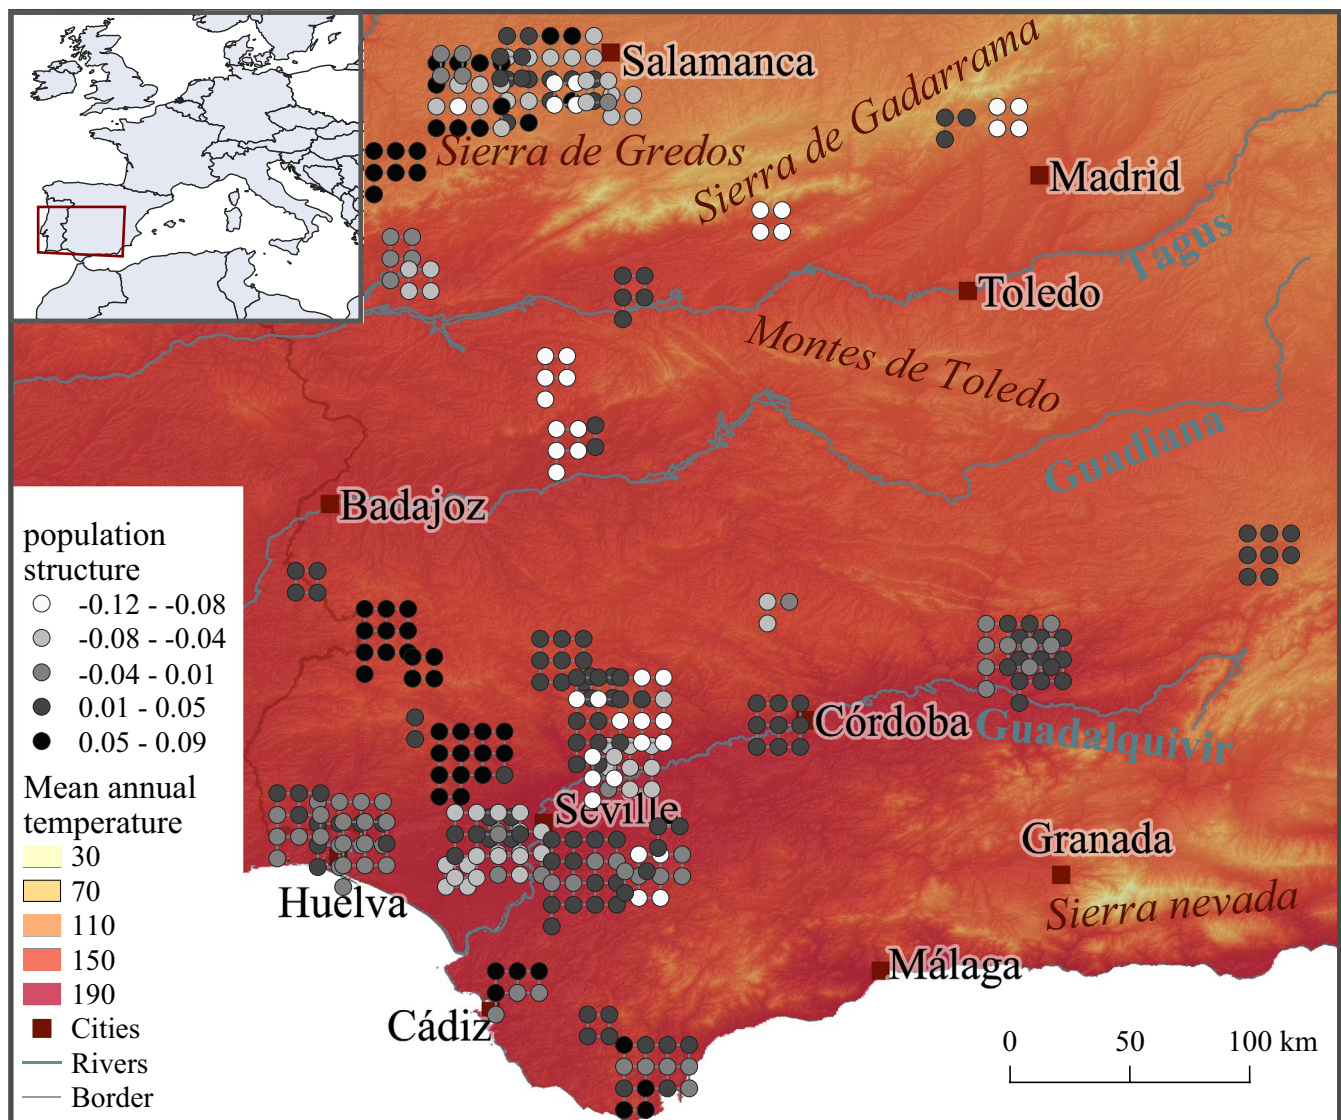 Salamanca
Sierra de Gadarrama
Sierra de Gredos
Madrid
Tagus
Toledo
Montes de Toledo
Guadiana
Badajoz
population
structure
-0.12 - -0.08
-0.08 - -0.04
-0.04 - 0.01
0.01 - 0.05
0.05 - 0.09
Mean annual
temperature
30
70
110
150
190
Cities
Rivers
Border
Córdoba
Guadalquivir
Seville
Granada
Huelva
Sierra nevada
Málaga
Cádiz
0 50 100 km